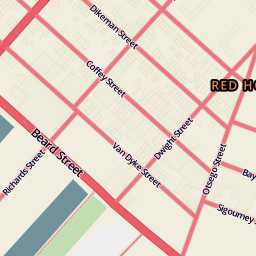 Dikeman Street
Coffey Street
RED HO
Beard Street
Dwight Street
Van Dyke Street
Richards Street
Otsego Street
Bay
Sigourney S